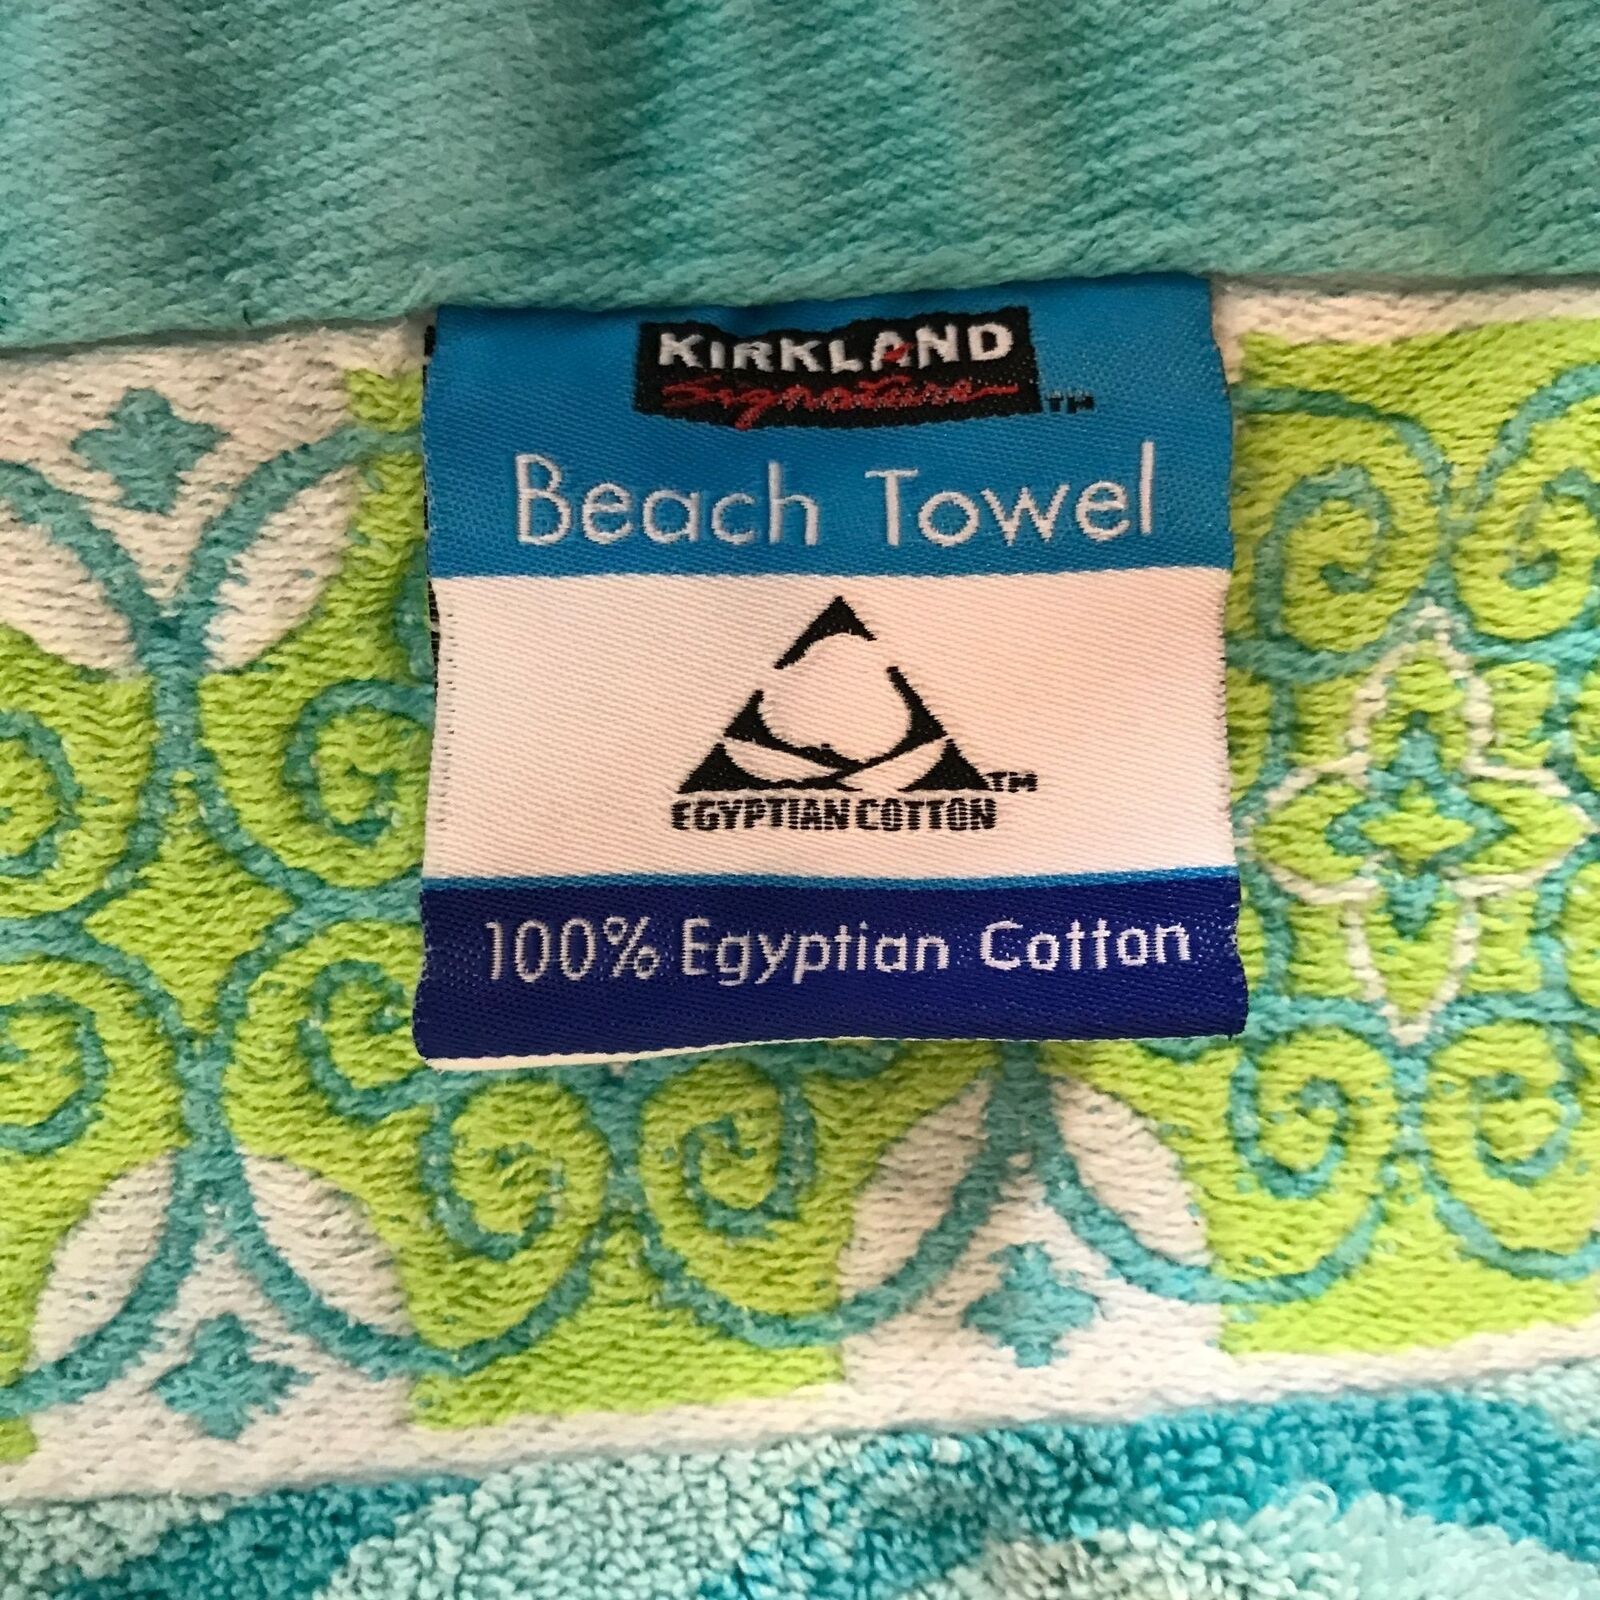 KIRKLAND
Signature ™
Beach Towel
™
EGYPTIAN COTTON
100% Egyptian Cotton